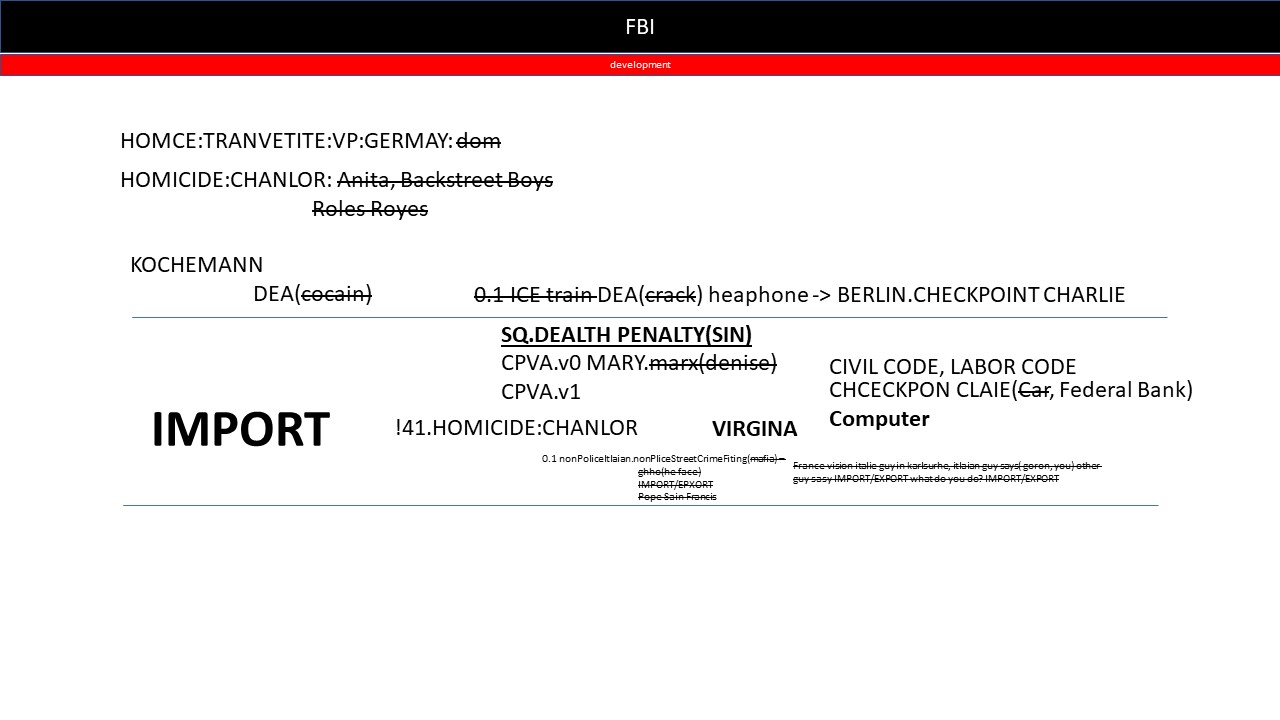 FBI
development
HOMCE:TRANVETITE:VP:GERMAY: dom
HOMICIDE:CHANLOR: Anita, Backstreet Boys
Roles Royes
KOCHEMANN
DEA(cocain)
0.1 ICE train DEA(crack) heaphone -> BERLIN.CHECKPOINT CHARLIE
SQ.DEALTH PENALTY(SIN)
CPVA.v0 MARY.marx(denise)
CPVA.v1
CIVIL CODE, LABOR CODE
CHCECKPON CLAIE(Car, Federal Bank)
Computer
IMPORT
!41.HOMICIDE:CHANLOR
VIRGINA
0.1 nonPoliceItlaian.nonPliceStreetCrimeFiting(mafia) –
ghho(he face)
IMPORT/EPXORT
Pope Sain Francis
France vision italie guy in karlsurhe, itlaian guy says( goron, you) other
guy sasy IMPORT/EXPORT what do you do? IMPORT/EXPORT